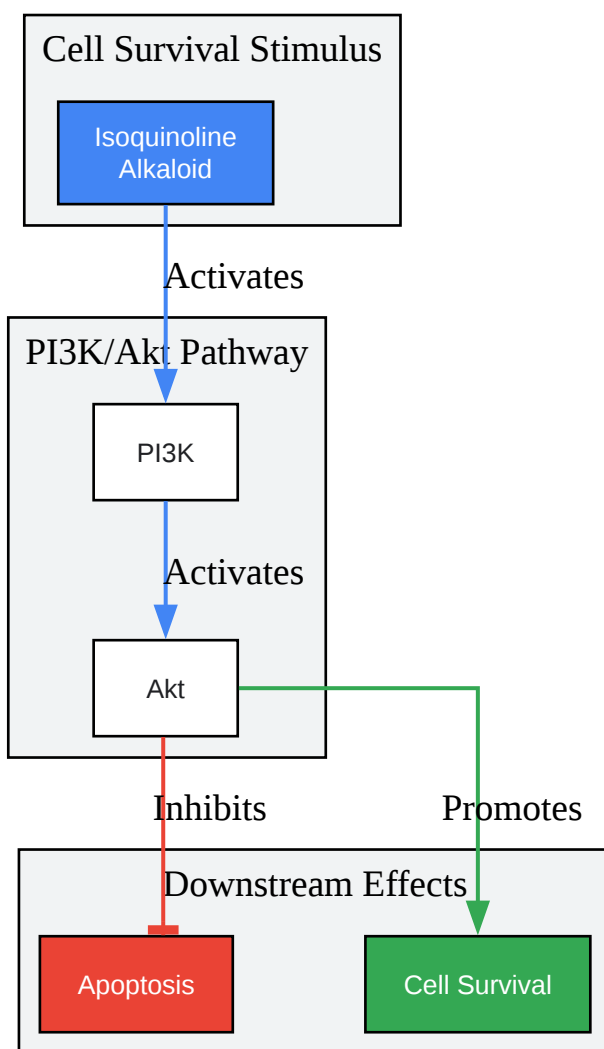 Cell Survival Stimulus
Isoquinoline
Alkaloid
Activates
PI3K/Akt Pathway
PI3K
Activates
Akt
Inhibits
Promotes
Downstream Effects
Apoptosis
Cell Survival